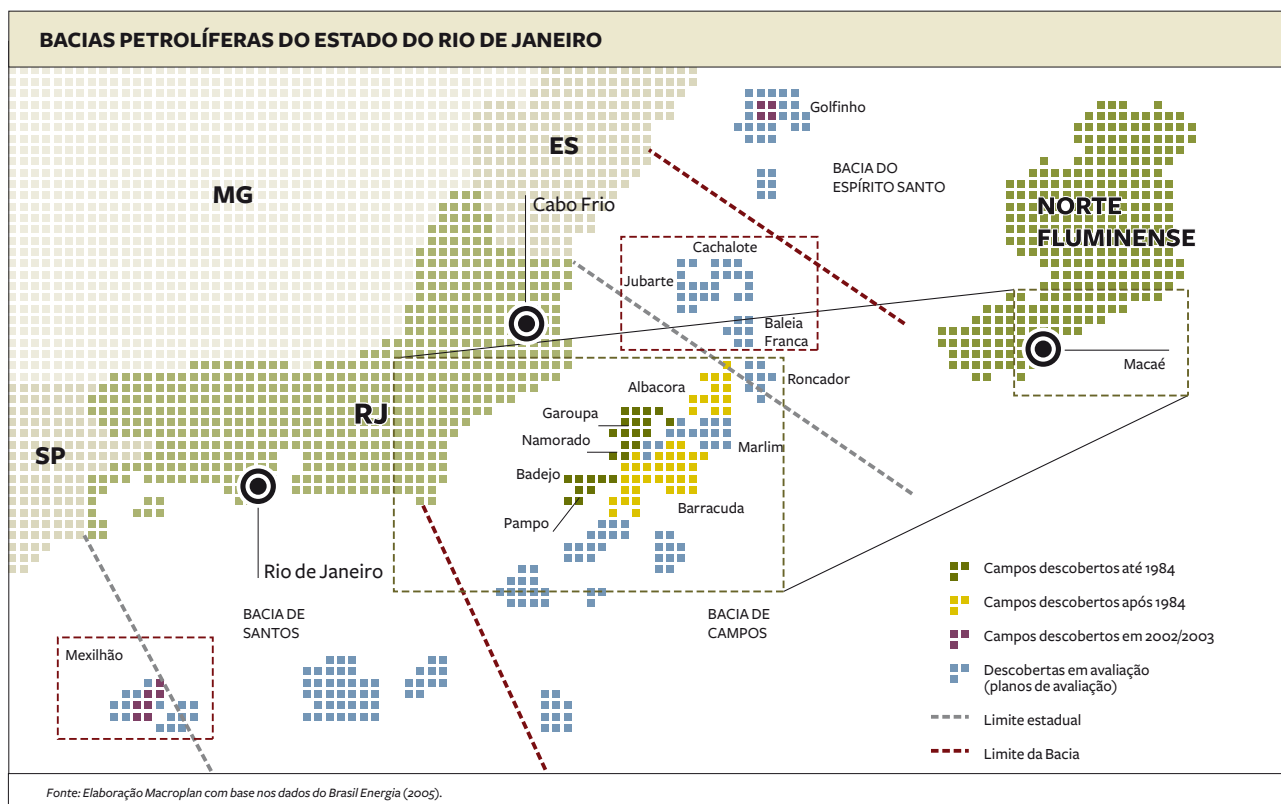 BACIAS PETROLÍFERAS DO ESTADO DO RIO DE JANEIRO
Golfinho
ES
BACIA DO
ESPÍRITO SANTO
MG
Cabo Frio
NORTE
FLUMINENSE
Cachalote
Jubarte
Baleia
Franca
Macaé
Roncador
Albacora
Garoupa
RJ
Namorado
Marlim
SP
Badejo
Barracuda
Pampo
Rio de Janeiro
BACIA DE
SANTOS
BACIA DE
CAMPOS
Mexilhão
Campos descobertos até 1984
Campos descobertos após 1984
Campos descobertos em 2002/2003
Descobertas em avaliação
(planos de avaliação)
Limite estadual
Limite da Bacia
Fonte: Elaboração Macroplan com base nos dados do Brasil Energia (2005).